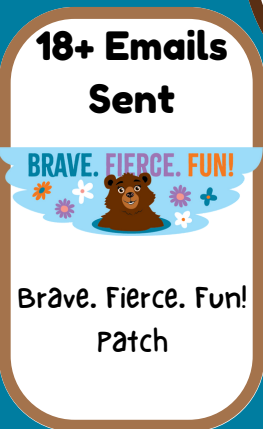 18+ Emails
Sent
BRAVE. FIERCE. FUN!
Brave. Fierce. Fun!
Patch